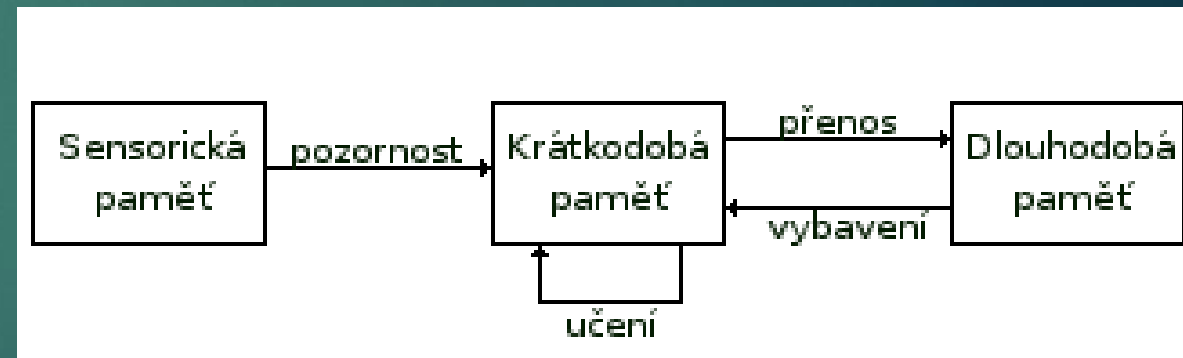 Sensorická
paměť
pozornost
Krátkodobá
paměť
přenos
vybavení
Dlouhodobá
paměť
učení